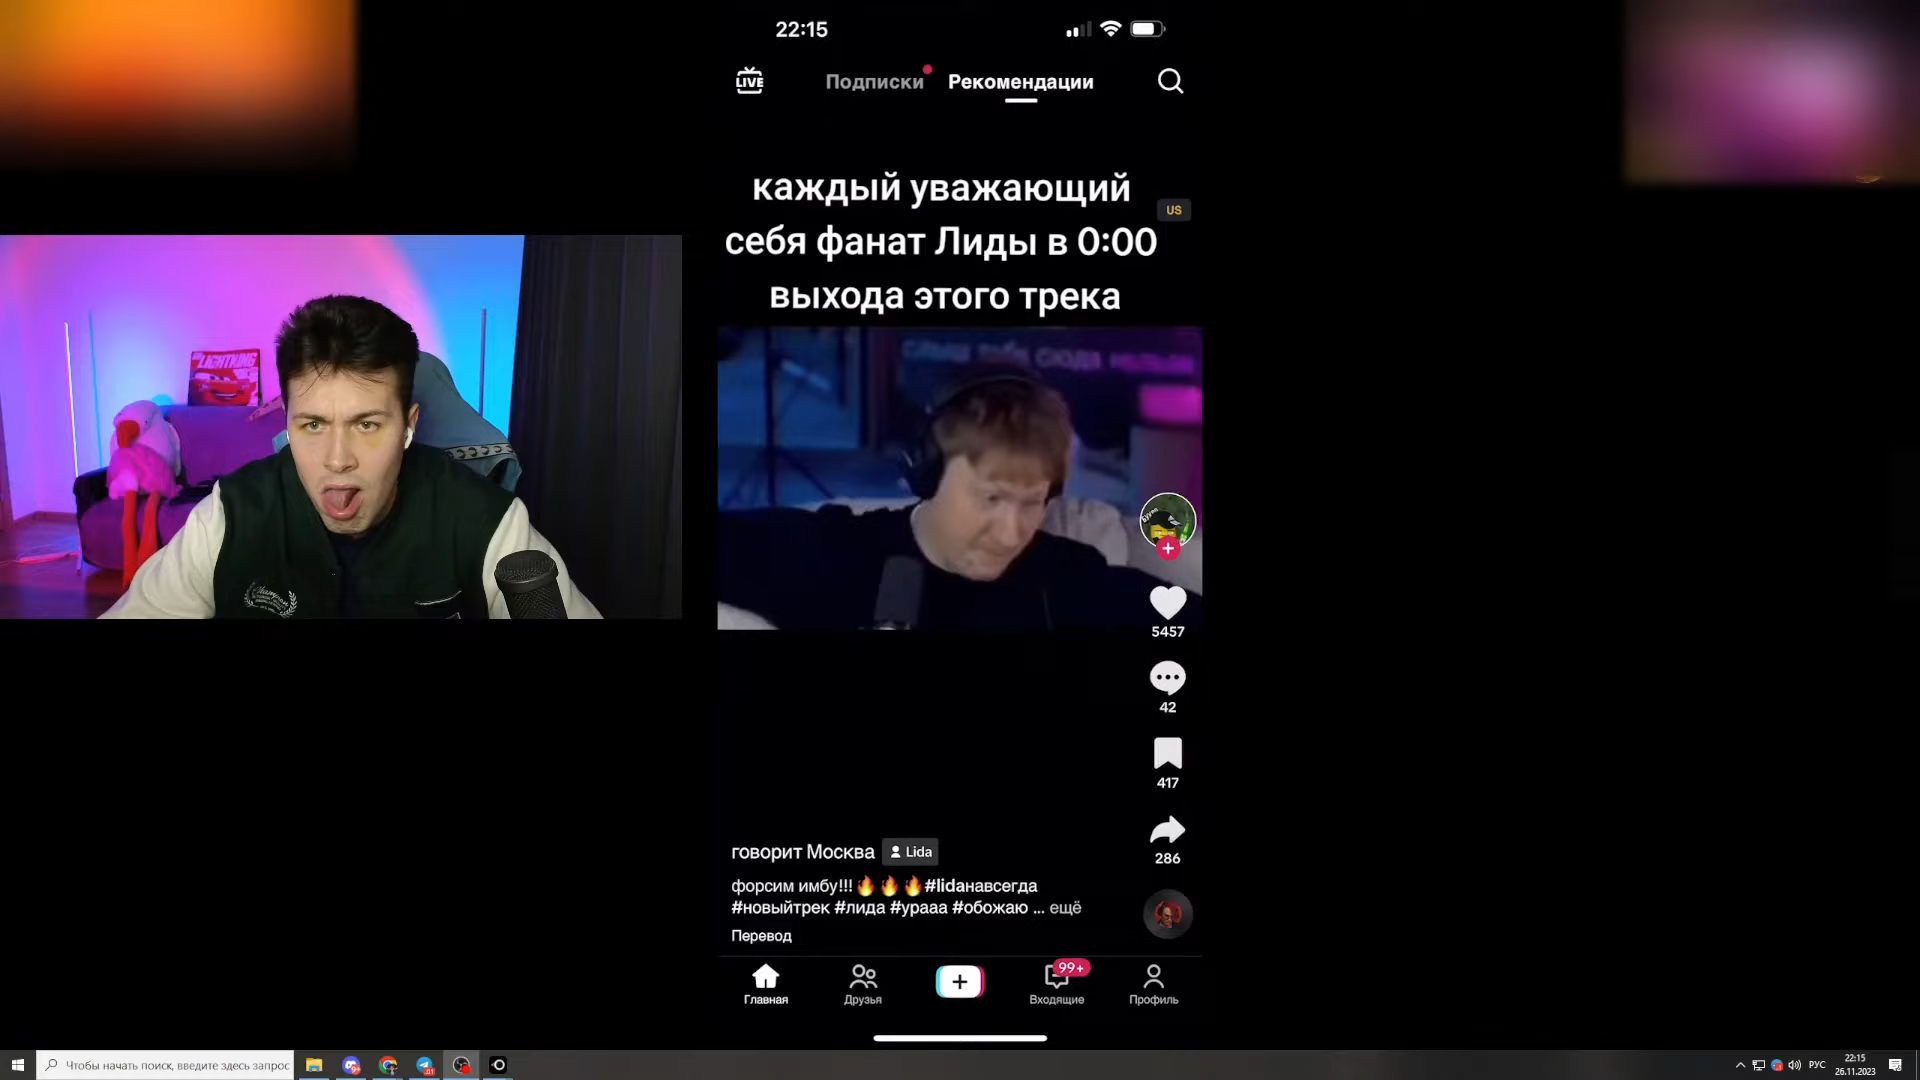 22:15
LIVE
Подписки
Рекомендации
каждый уважающий
US
себя фанат Лиды в 0:00
выхода этого трека
LIGHTNING
Champion
5457
42
417
286
говорит Москва
Lida
форсим имбу!!!🔥🔥🔥#lidaнавсегда
#новыйтрек #лида #урааа #обожаю ... ещё
Перевод
99+
Главная
Друзья
Входящие
Профиль
Чтобы начать поиск, введите здесь запрос
РУС
22:15
26.11.2023